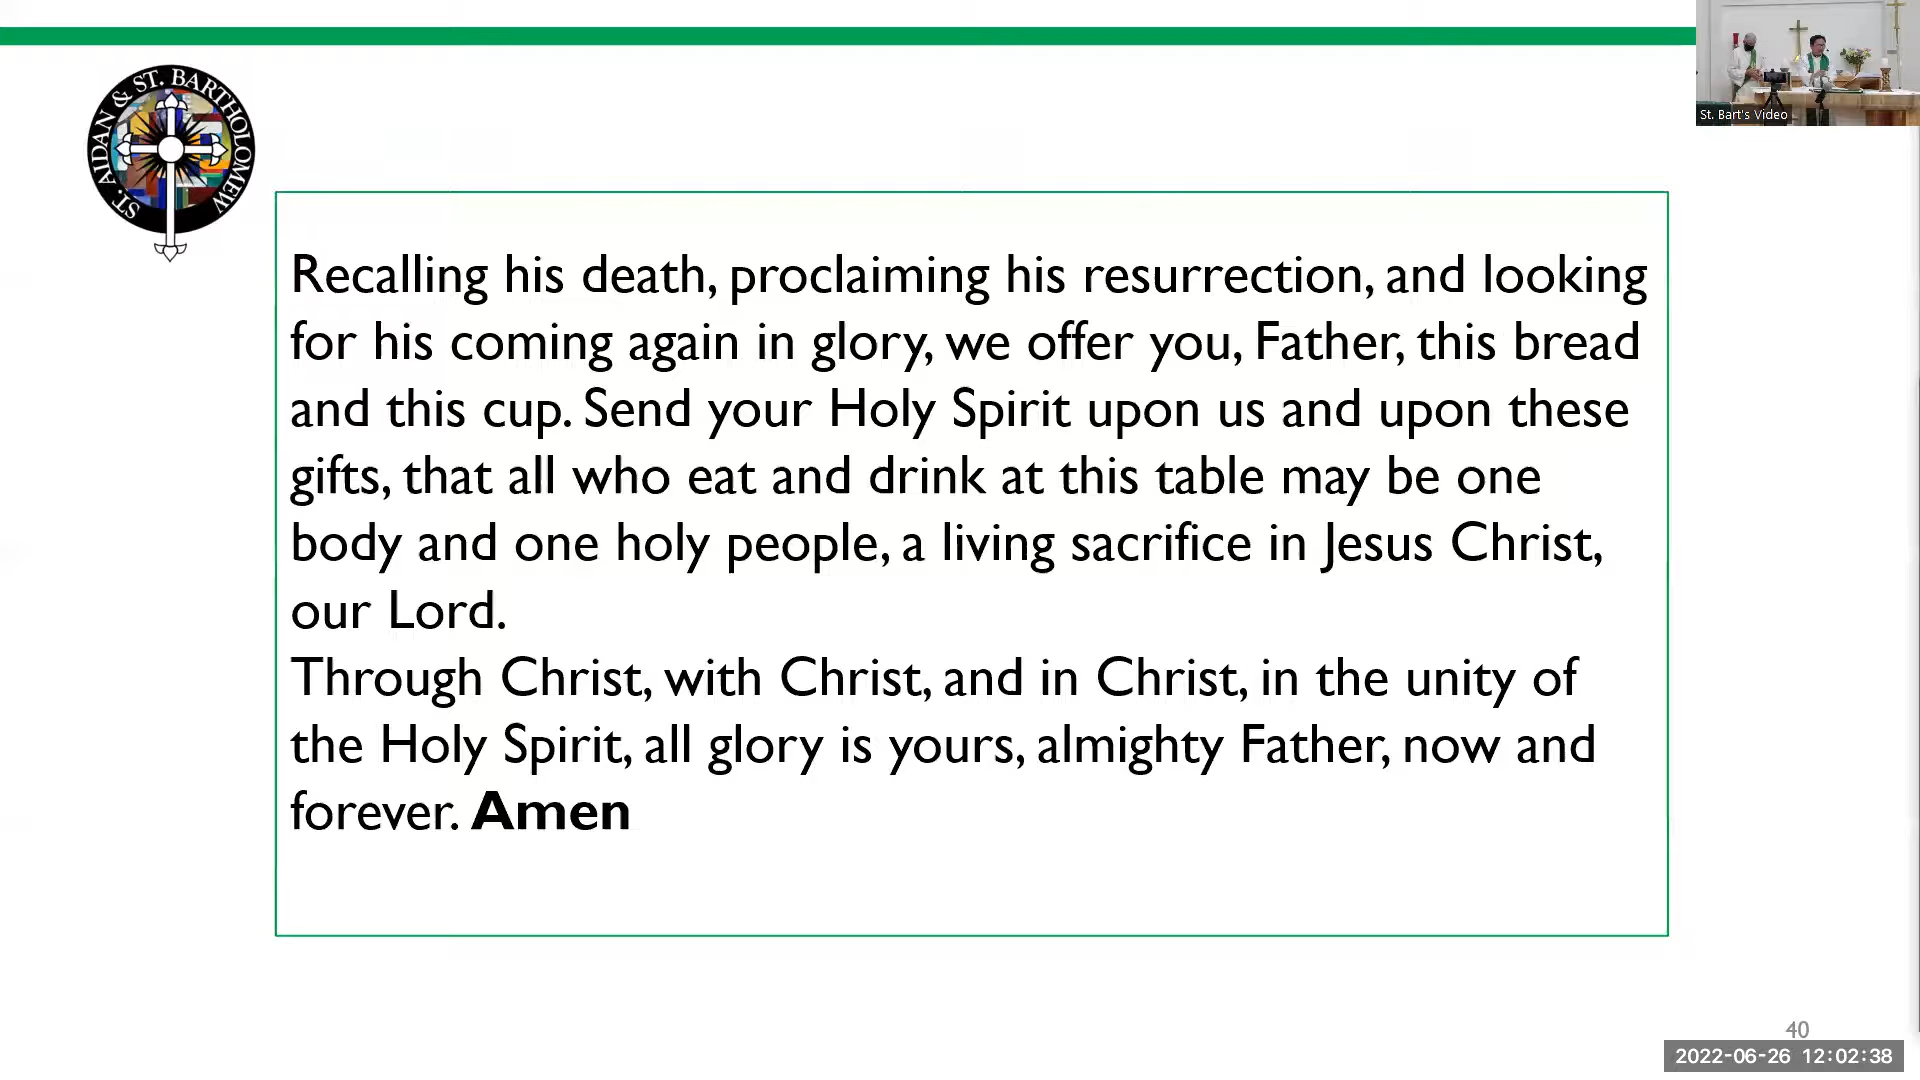 ST. AIDAN & ST. BARTHOLOMEW
St. Bart's Video
Recalling his death, proclaiming his resurrection, and looking
for his coming again in glory, we offer you, Father, this bread
and this cup. Send your Holy Spirit upon us and upon these
gifts, that all who eat and drink at this table may be one
body and one holy people, a living sacrifice in Jesus Christ,
our Lord.
Through Christ, with Christ, and in Christ, in the unity of
the Holy Spirit, all glory is yours, almighty Father, now and
forever. Amen
40
2022-06-26 12:02:38